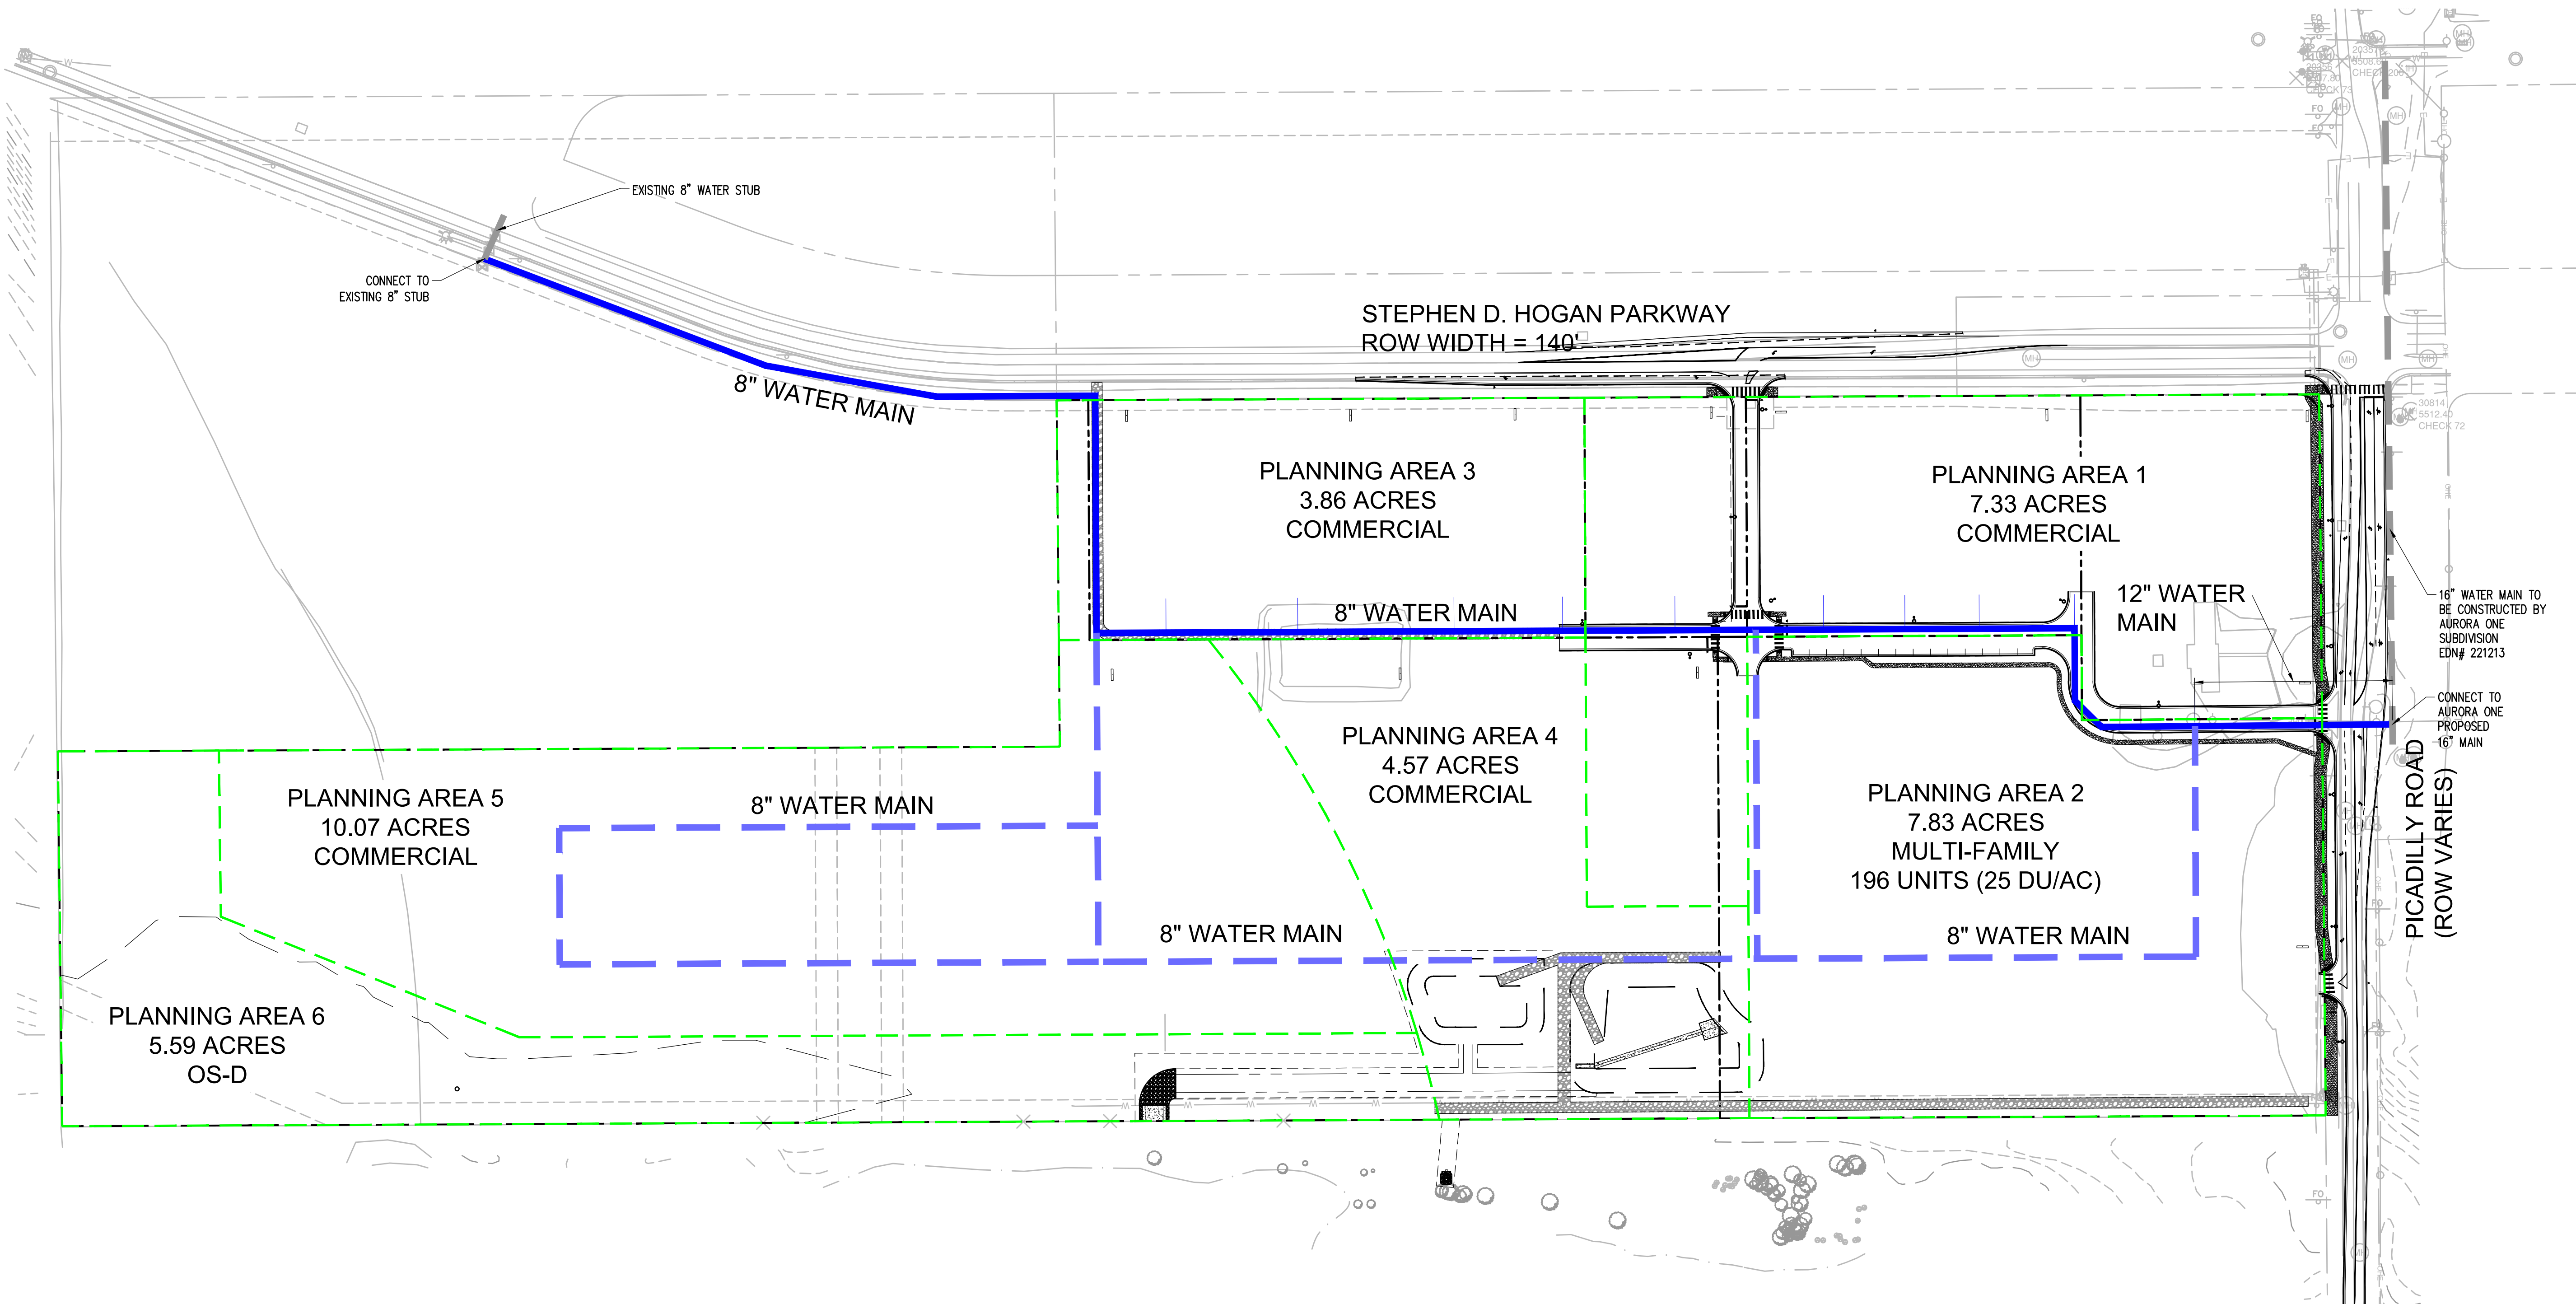 EXISTING 8" WATER STUB
CONNECT TO
EXISTING 8" STUB
8" WATER MAIN
STEPHEN D. HOGAN PARKWAY
ROW WIDTH = 140'
PLANNING AREA 3
3.86 ACRES
COMMERCIAL
PLANNING AREA 1
7.33 ACRES
COMMERCIAL
30814
5512.40
CHECK 72
8" WATER MAIN
12" WATER
MAIN
16" WATER MAIN TO
BE CONSTRUCTED BY
AURORA ONE
SUBDIVISION
EDN# 221213
CONNECT TO
AURORA ONE
PROPOSED
16" MAIN
PLANNING AREA 4
4.57 ACRES
COMMERCIAL
PLANNING AREA 5
10.07 ACRES
COMMERCIAL
8" WATER MAIN
PLANNING AREA 2
7.83 ACRES
MULTI-FAMILY
196 UNITS (25 DU/AC)
PICADILLY ROAD
(ROW VARIES)
8" WATER MAIN
8" WATER MAIN
PLANNING AREA 6
5.59 ACRES
OS-D